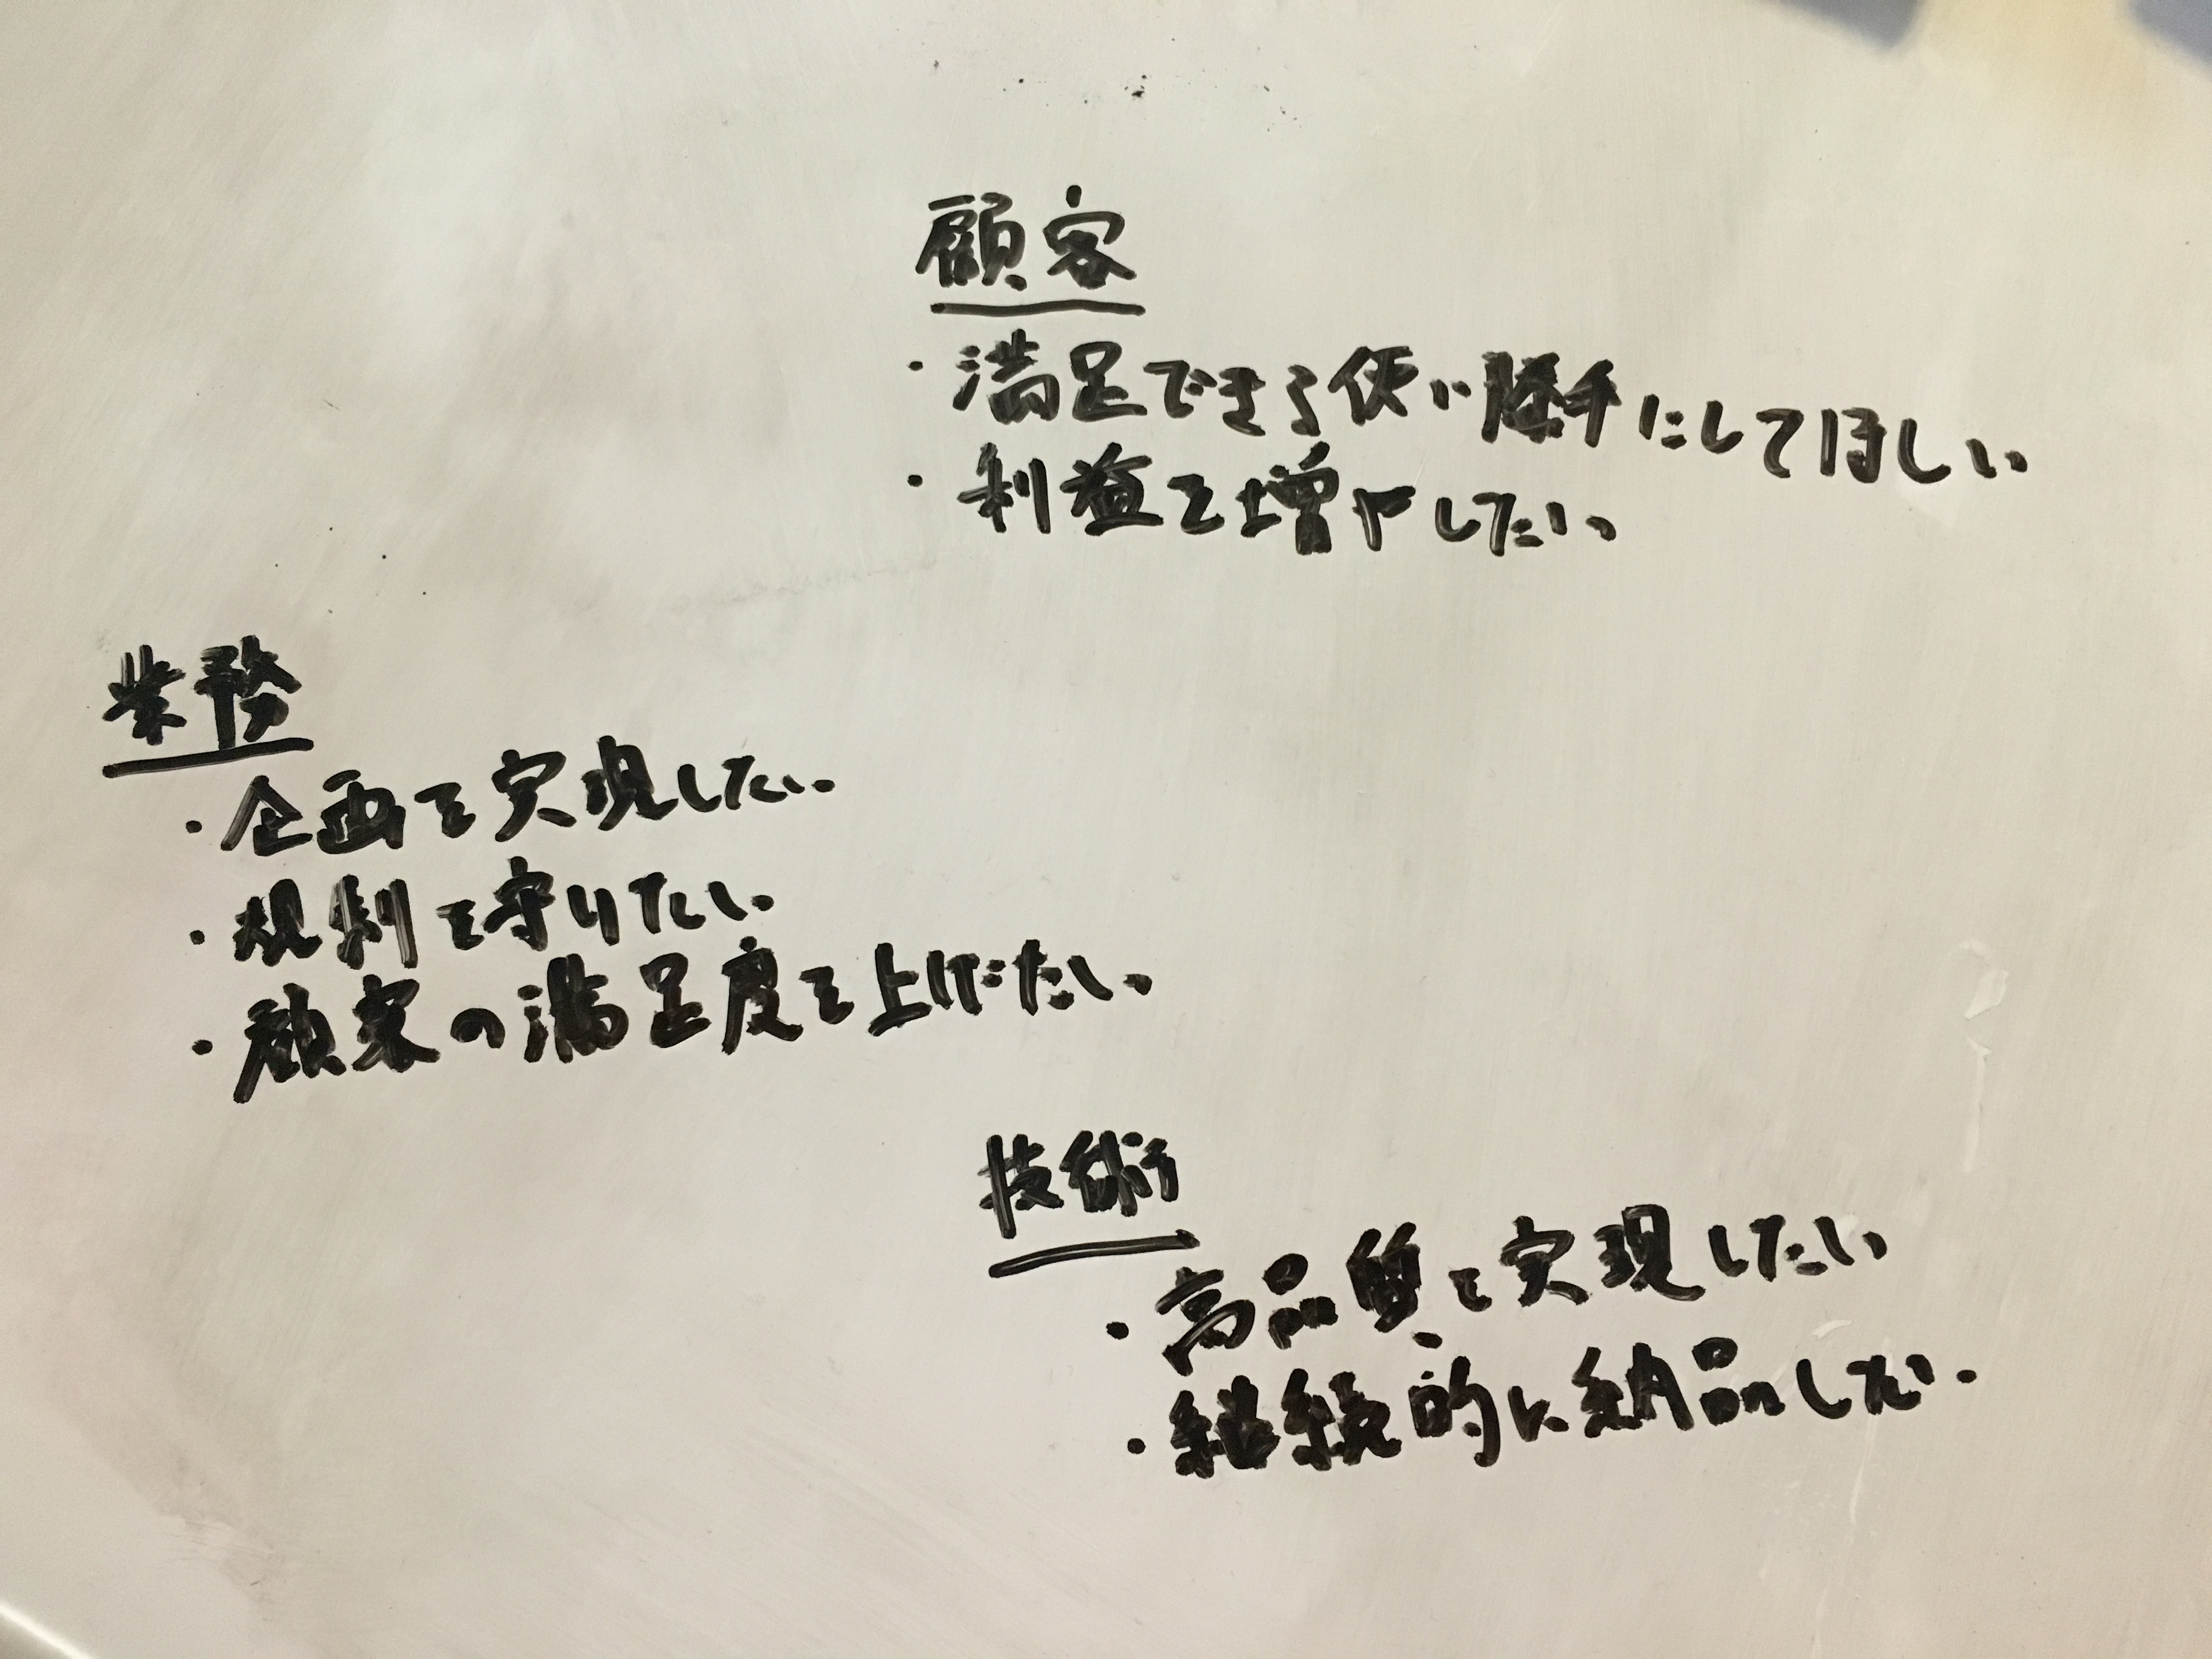 顧客
・満足できる使い勝手にしてほしい
・利益を増やしたい
業務
・企画を実現したい
・規則を守りたい
・顧客の満足度を上げたい
技術
・高品質を実現したい
・継続的に納品したい